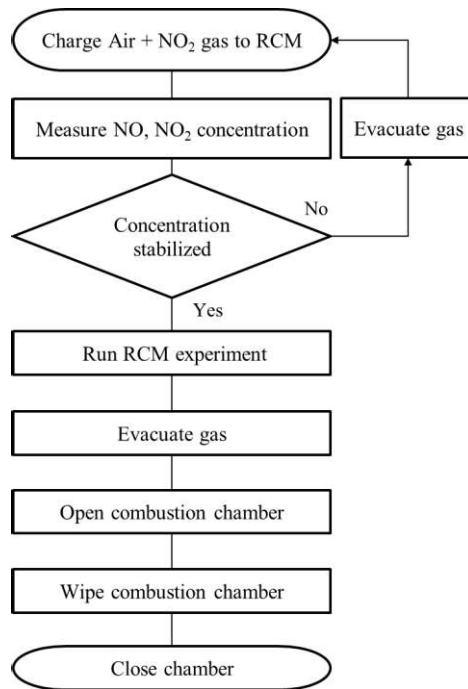 Charge Air + NO₂ gas to RCM
Measure NO, NO₂ concentration
Evacuate gas
No
Concentration
stabilized
Yes
Run RCM experiment
Evacuate gas
Open combustion chamber
Wipe combustion chamber
Close chamber